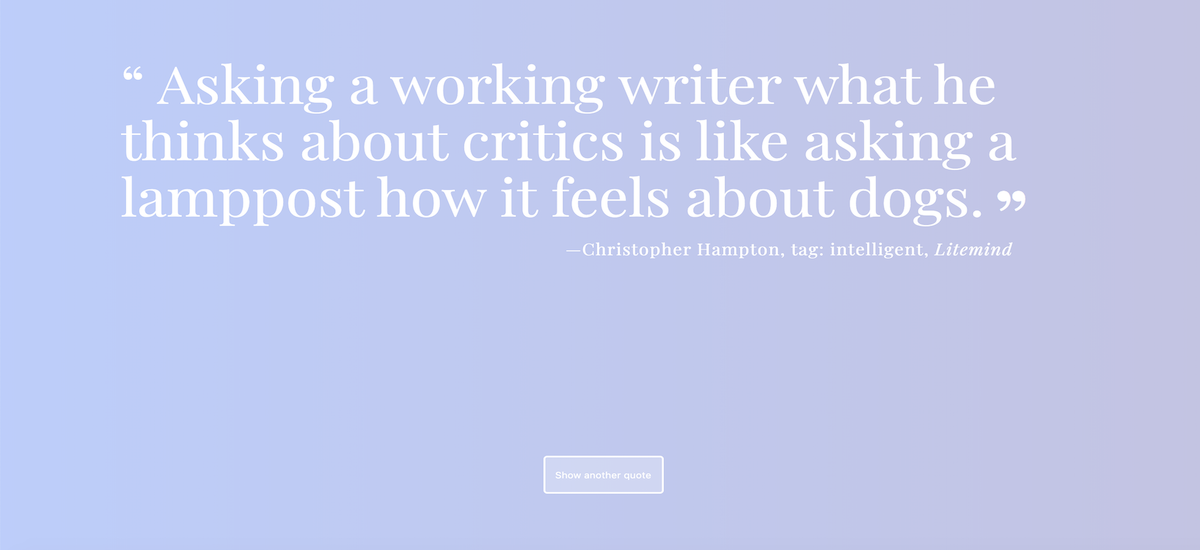 “ Asking a working writer what he
thinks about critics is like asking a
lamppost how it feels about dogs. ”
—Christopher Hampton, tag: intelligent, Litemind
Show another quote